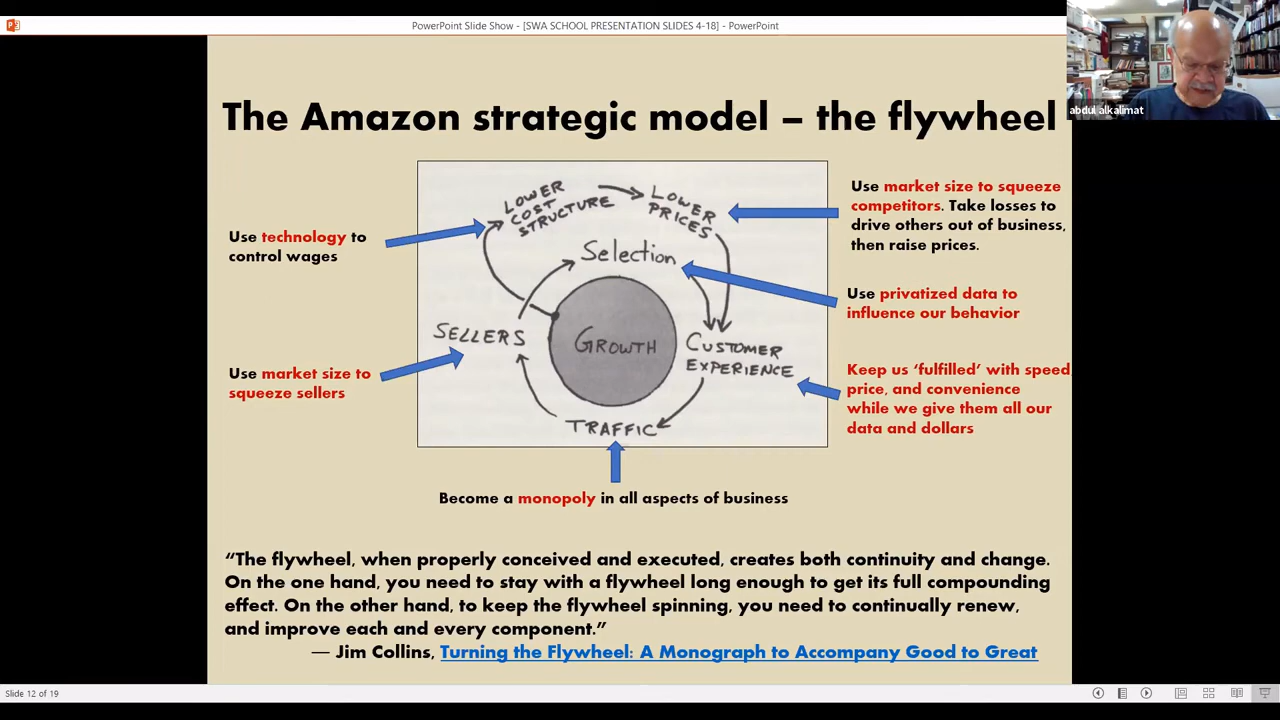 PowerPoint Slide Show - [SWA SCHOOL PRESENTATION SLIDES 4-18] - PowerPoint
abdul alkalimat
The Amazon strategic model – the flywheel
LOWER
COST
STRUCTURE
LOWER
PRICES
Selection
SELLERS
GROWTH
CUSTOMER
EXPERIENCE
TRAFFIC
Use technology to
control wages
Use market size to
squeeze sellers
Use market size to squeeze
competitors. Take losses to
drive others out of business,
then raise prices.
Use privatized data to
influence our behavior
Keep us ‘fulfilled’ with speed,
price, and convenience
while we give them all our
data and dollars
Become a monopoly in all aspects of business
“The flywheel, when properly conceived and executed, creates both continuity and change.
On the one hand, you need to stay with a flywheel long enough to get its full compounding
effect. On the other hand, to keep the flywheel spinning, you need to continually renew,
and improve each and every component.”
― Jim Collins, Turning the Flywheel: A Monograph to Accompany Good to Great
Slide 12 of 19